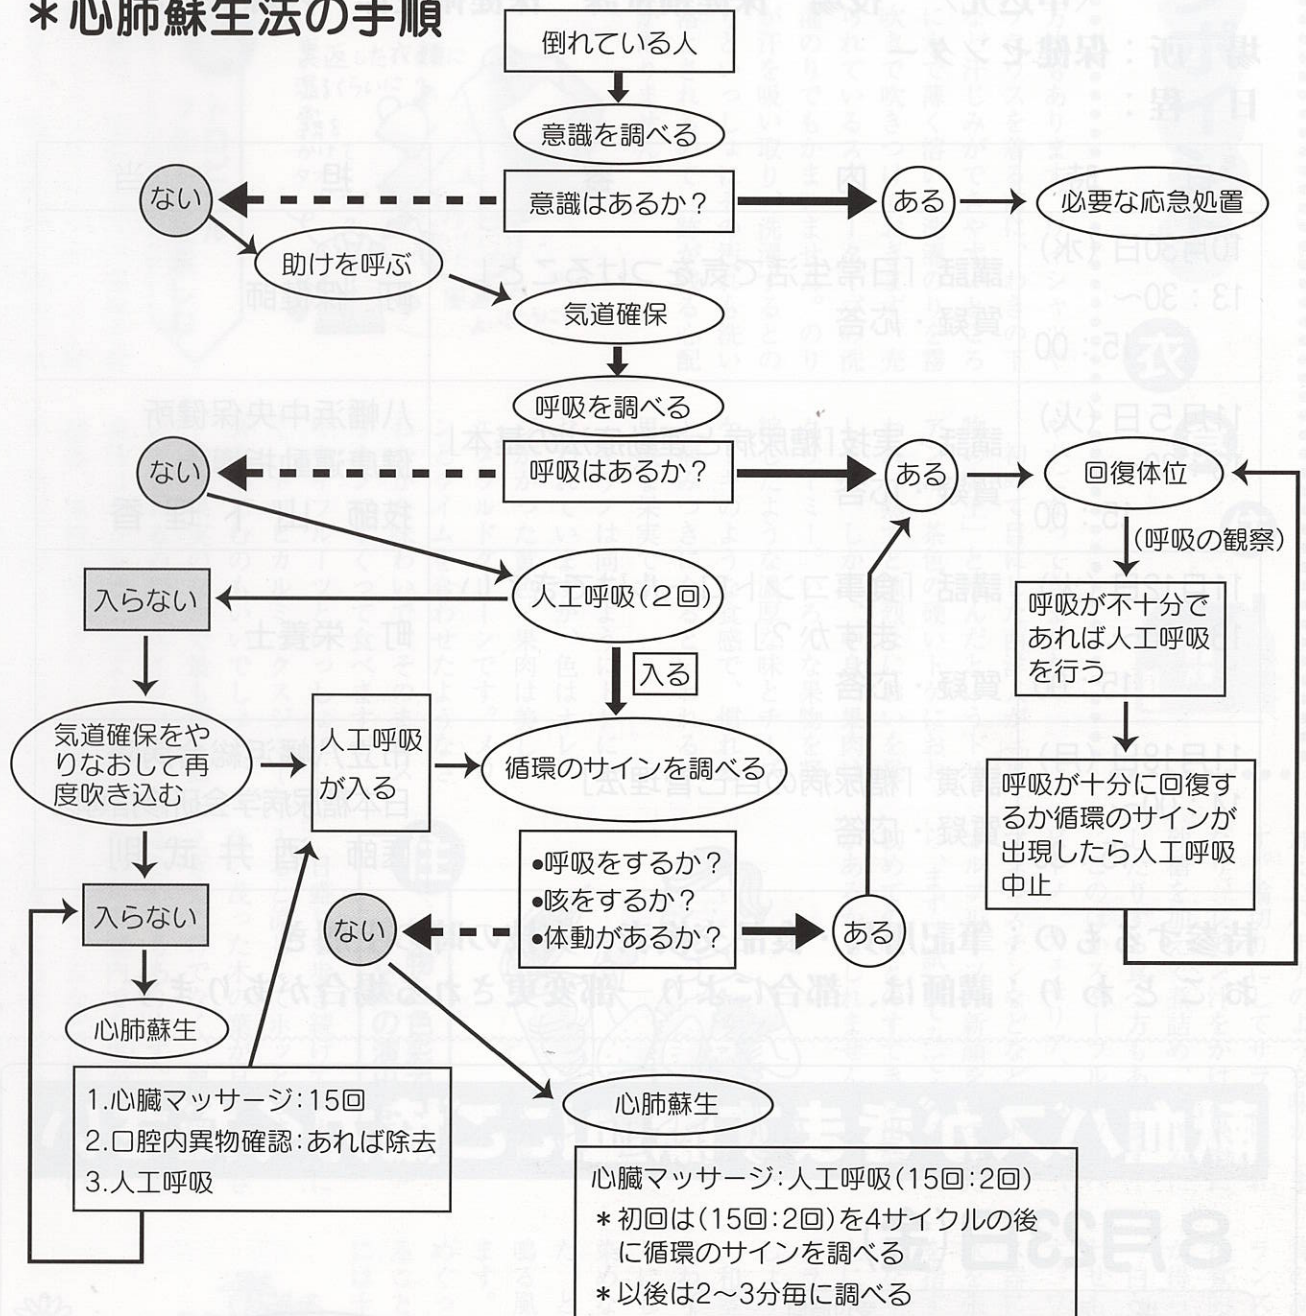 ＊心肺蘇生法の手順
倒れている人
意識を調べる
ない
意識はあるか？
ある
必要な応急処置
助けを呼ぶ
気道確保
呼吸を調べる
ない
呼吸はあるか？
ある
回復体位
(呼吸の観察)
入らない
人工呼吸(2回)
呼吸が不十分で
あれば人工呼吸
を行う
入る
気道確保をや
りなおして再
度吹き込む
人工呼吸
が入る
循環のサインを調べる
呼吸が十分に回復す
るか循環のサインが
出現したら人工呼吸
中止
入らない
ない
●呼吸をするか？
●咳をするか？
●体動があるか？
ある
心肺蘇生
1.心臓マッサージ：15回
2.口腔内異物確認：あれば除去
3.人工呼吸
心肺蘇生
心臓マッサージ：人工呼吸(15回：2回)
＊初回は(15回：2回)を4サイクルの後
に循環のサインを調べる
＊以後は2～3分毎に調べる